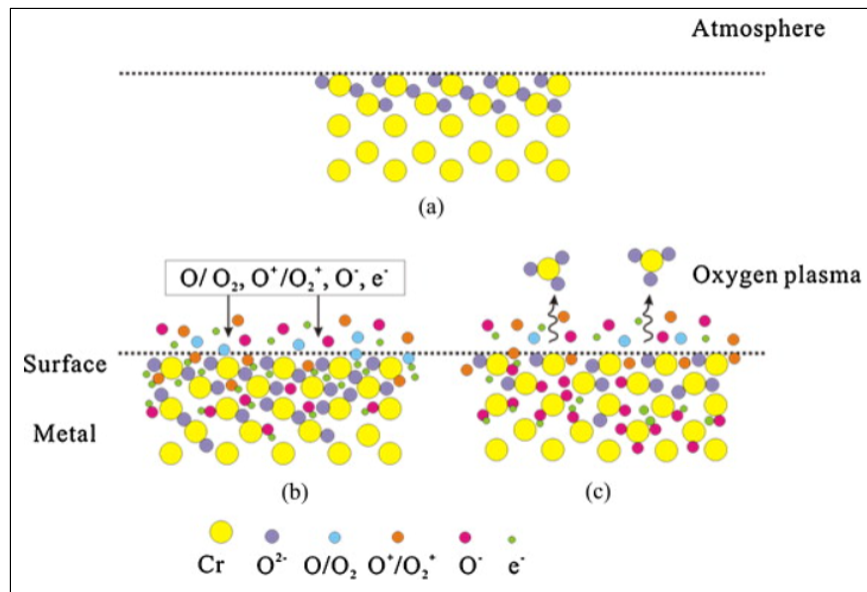 Atmosphere
(a)
O/ O₂, O⁺/O₂⁺, O⁻, e⁻
Oxygen plasma
Surface
Metal
(b)
(c)
Cr O²⁻ O/O₂ O⁺/O₂⁺ O⁻ e⁻